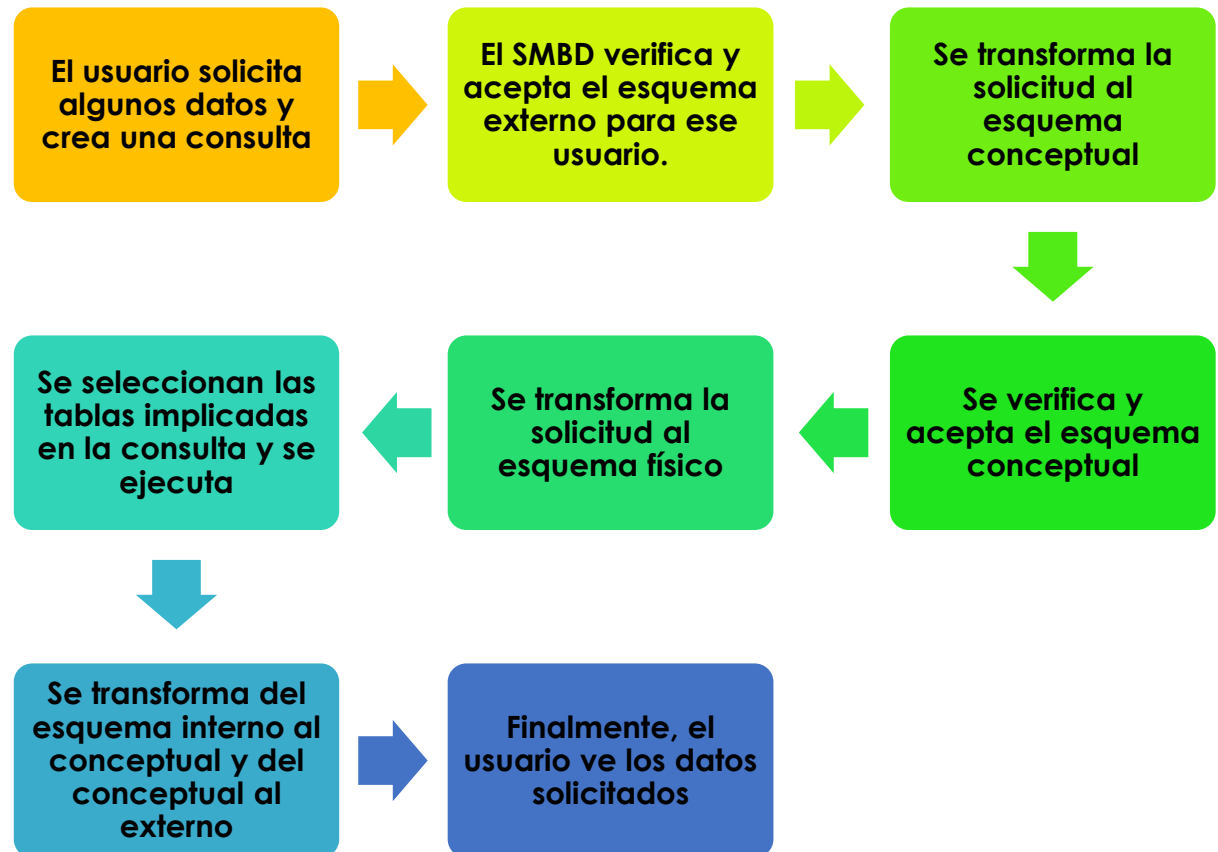 El usuario solicita
algunos datos y
crea una consulta
El SMBD verifica y
acepta el esquema
externo para ese
usuario.
Se transforma la
solicitud al
esquema
conceptual
Se verifica y
acepta el esquema
conceptual
Se transforma la
solicitud al
esquema físico
Se seleccionan las
tablas implicadas
en la consulta y se
ejecuta
Se transforma del
esquema interno al
conceptual y del
conceptual al
externo
Finalmente, el
usuario ve los datos
solicitados